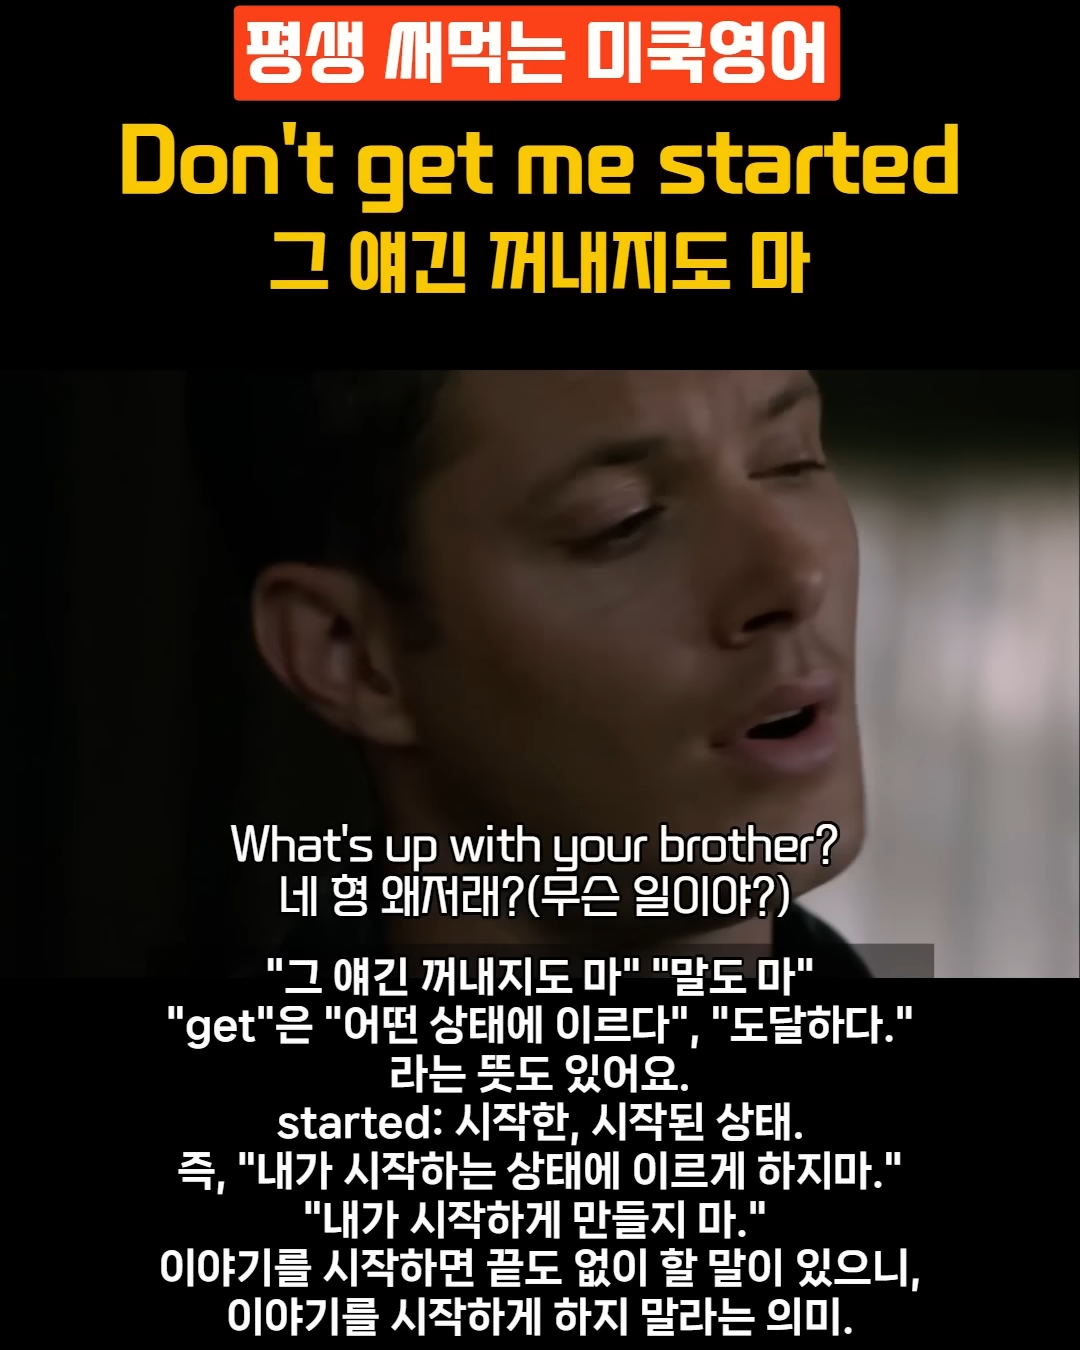 평생 써먹는 미쿡영어
Don't get me started
그 얘긴 꺼내지도 마
What's up with your brother?
네 형 왜저래?(무슨 일이야?)
"그 얘긴 꺼내지도 마" "말도 마"
"get"은 "어떤 상태에 이르다", "도달하다."
라는 뜻도 있어요.
started: 시작한, 시작된 상태.
즉, "내가 시작하는 상태에 이르게 하지마."
"내가 시작하게 만들지 마."
이야기를 시작하면 끝도 없이 할 말이 있으니,
이야기를 시작하게 하지 말라는 의미.